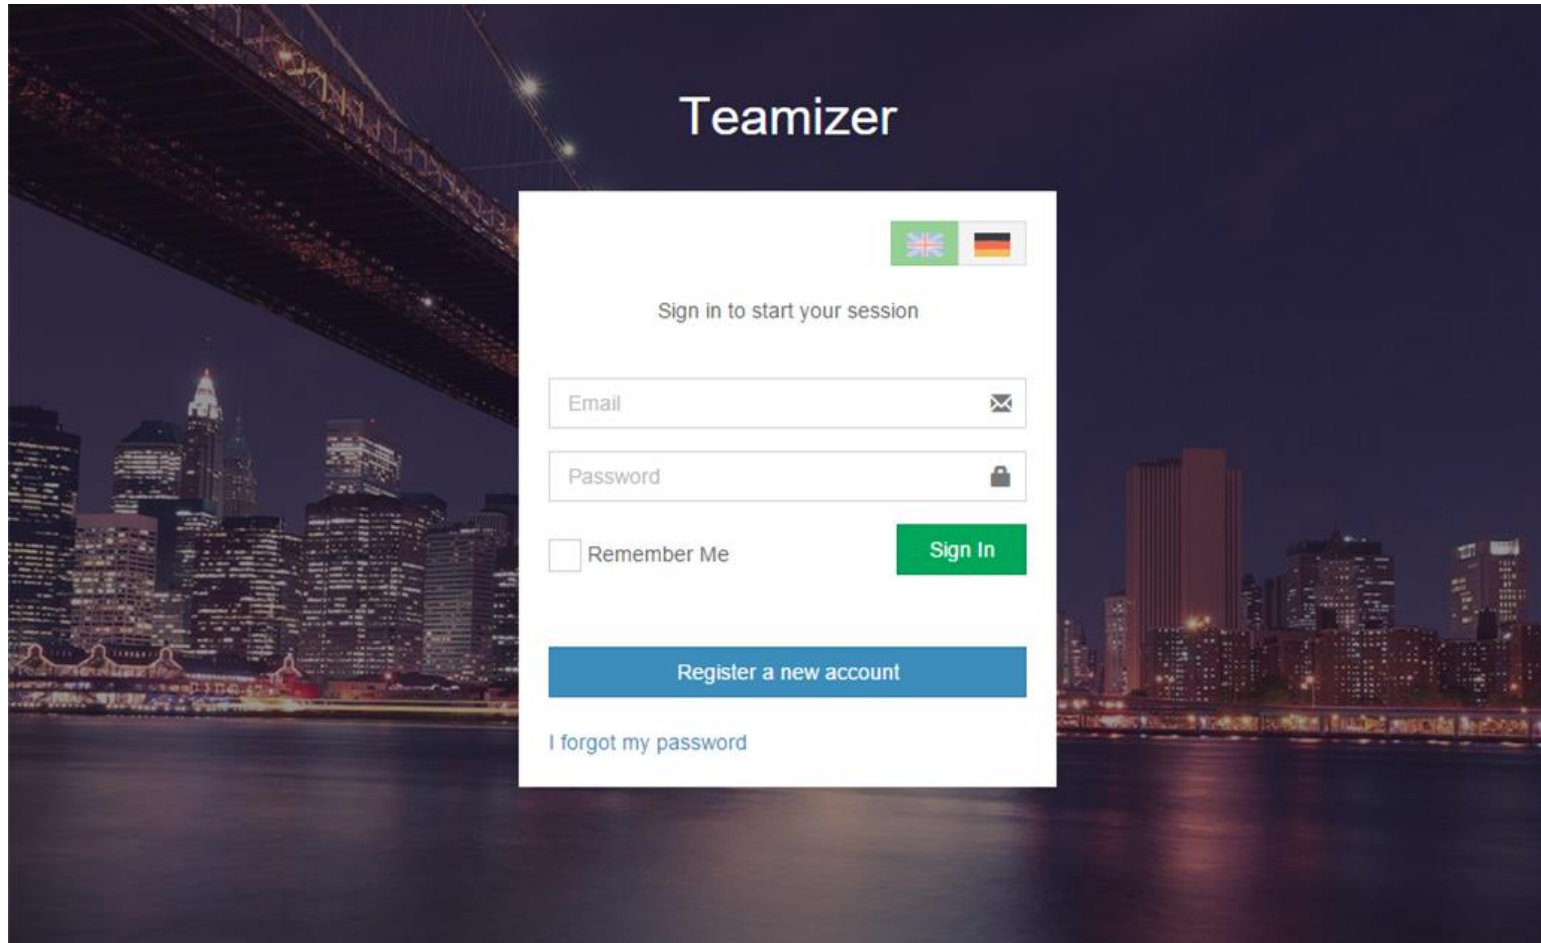 Teamizer
Sign in to start your session
Email
Password
Remember Me
Sign In
Register a new account
I forgot my password